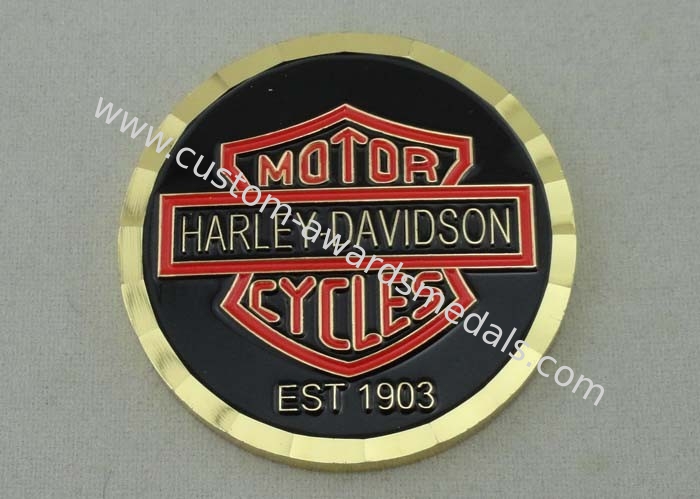 MOTOR
HARLEY-DAVIDSON
CYCLES
EST 1903
www.custom-awardsmedals.com